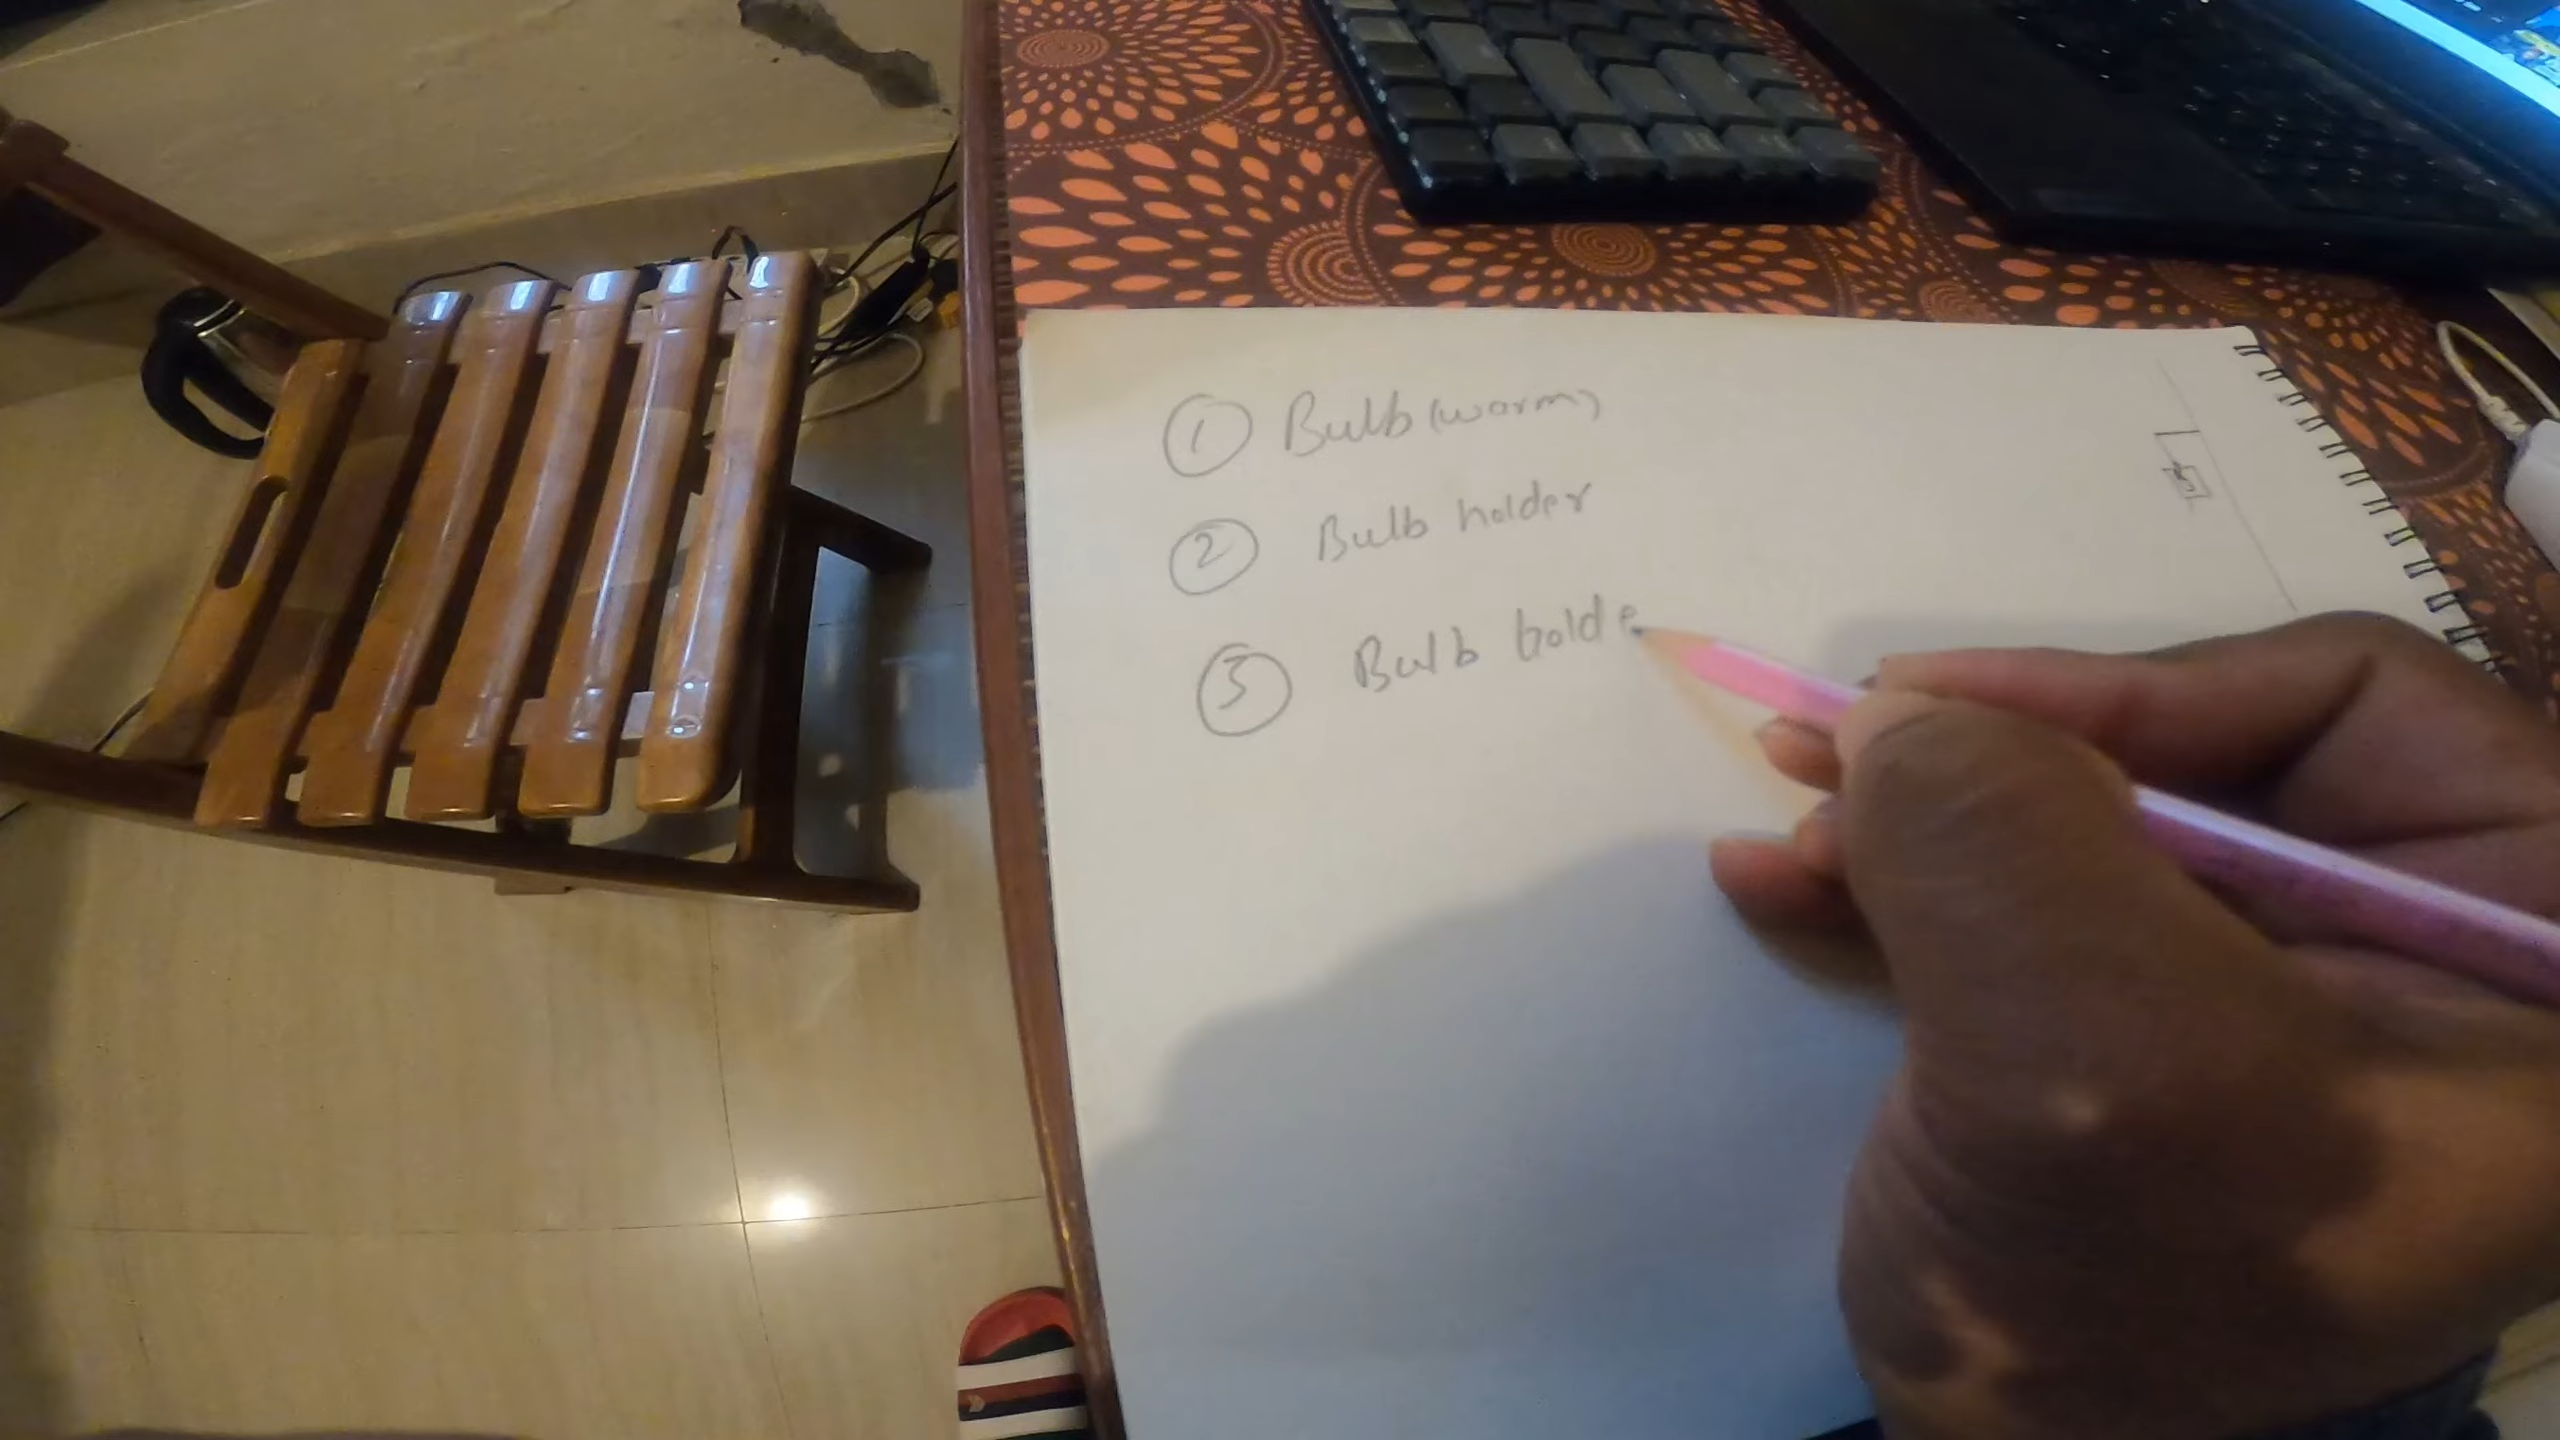 ① Bulb (warm)
② Bulb holder
③ Bulb holde